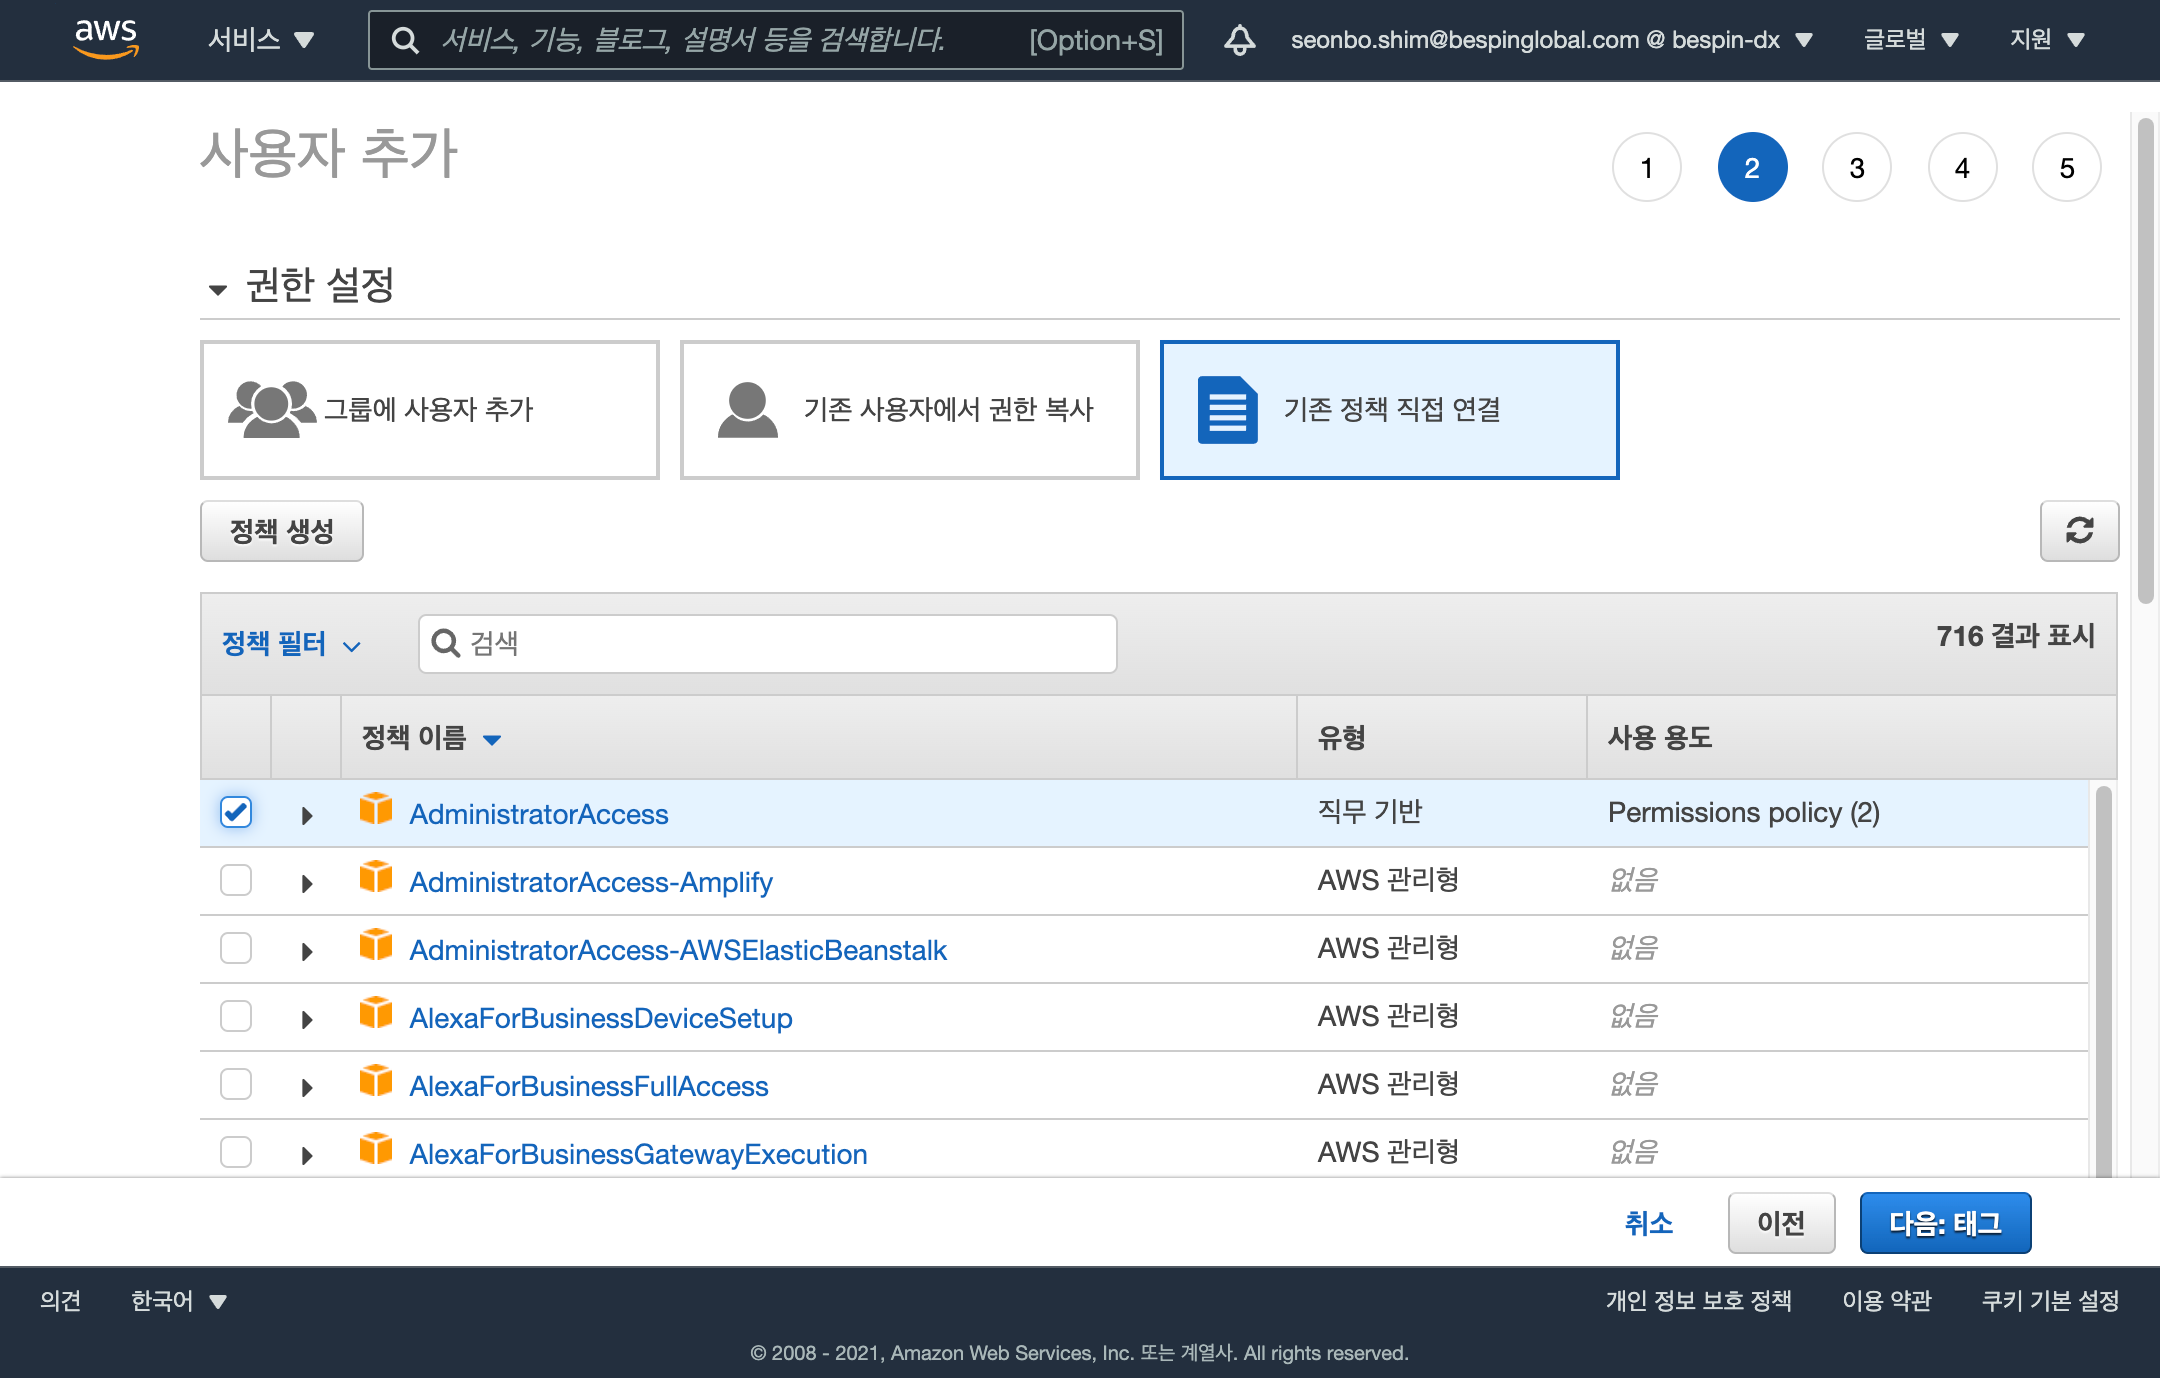 aws 서비스 서비스, 기능, 블로그, 설명서 등을 검색합니다. [Option+S] seonbo.shim@bespinglobal.com @ bespin-dx 글로벌 지원
사용자 추가 1 2 3 4 5
권한 설정
그룹에 사용자 추가 기존 사용자에서 권한 복사 기존 정책 직접 연결
정책 생성
정책 필터 검색 716 결과 표시
정책 이름 유형 사용 용도
AdministratorAccess 직무 기반 Permissions policy (2)
AdministratorAccess-Amplify AWS 관리형 없음
AdministratorAccess-AWSElasticBeanstalk AWS 관리형 없음
AlexaForBusinessDeviceSetup AWS 관리형 없음
AlexaForBusinessFullAccess AWS 관리형 없음
AlexaForBusinessGatewayExecution AWS 관리형 없음
취소 이전 다음: 태그
의견 한국어 개인 정보 보호 정책 이용 약관 쿠키 기본 설정
© 2008 - 2021, Amazon Web Services, Inc. 또는 계열사. All rights reserved.